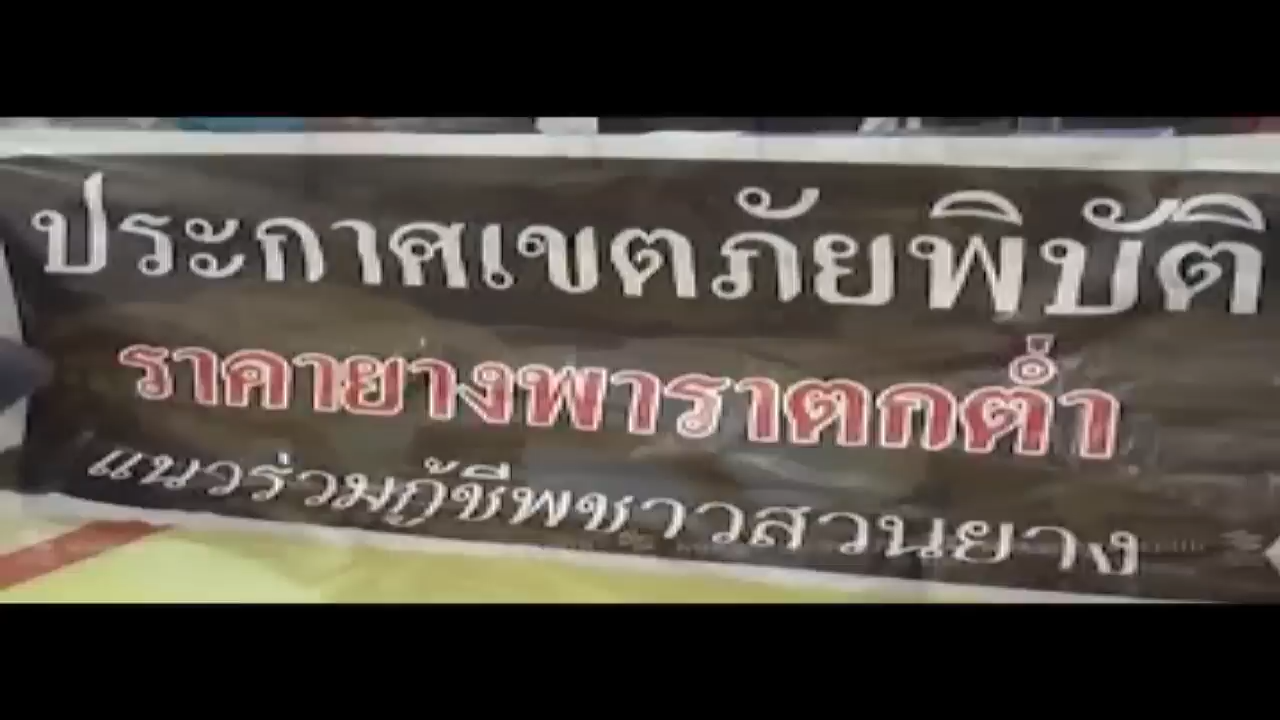 ประกาศเขตภัยพิบัติ
ราคายางพาราตกต่ำ
แนวร่วมกู้ชีพชาวสวนยาง